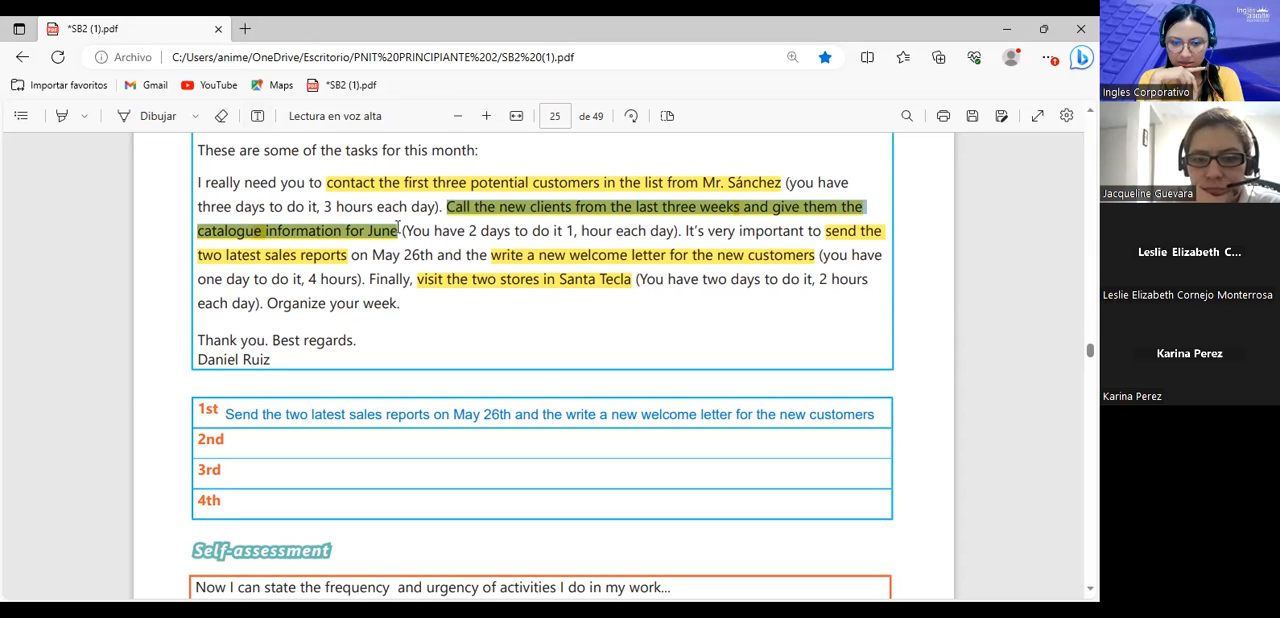 *SB2 (1).pdf
Archivo C:/Users/anime/OneDrive/Escritorio/PNIT%20PRINCIPIANTE%202/SB2%20(1).pdf
Importar favoritos Gmail YouTube Maps *SB2 (1).pdf
Dibujar Lectura en voz alta 25 de 49
These are some of the tasks for this month:
I really need you to contact the first three potential customers in the list from Mr. Sánchez (you have
three days to do it, 3 hours each day). Call the new clients from the last three weeks and give them the
catalogue information for June (You have 2 days to do it 1, hour each day). It's very important to send the
two latest sales reports on May 26th and the write a new welcome letter for the new customers (you have
one day to do it, 4 hours). Finally, visit the two stores in Santa Tecla (You have two days to do it, 2 hours
each day). Organize your week.
Thank you. Best regards.
Daniel Ruiz
1st Send the two latest sales reports on May 26th and the write a new welcome letter for the new customers
2nd
3rd
4th
Self-assessment
Now I can state the frequency and urgency of activities I do in my work...
Ingles Corporativo
Jacqueline Guevara
Leslie Elizabeth C...
Leslie Elizabeth Cornejo Monterrosa
Karina Perez
Karina Perez